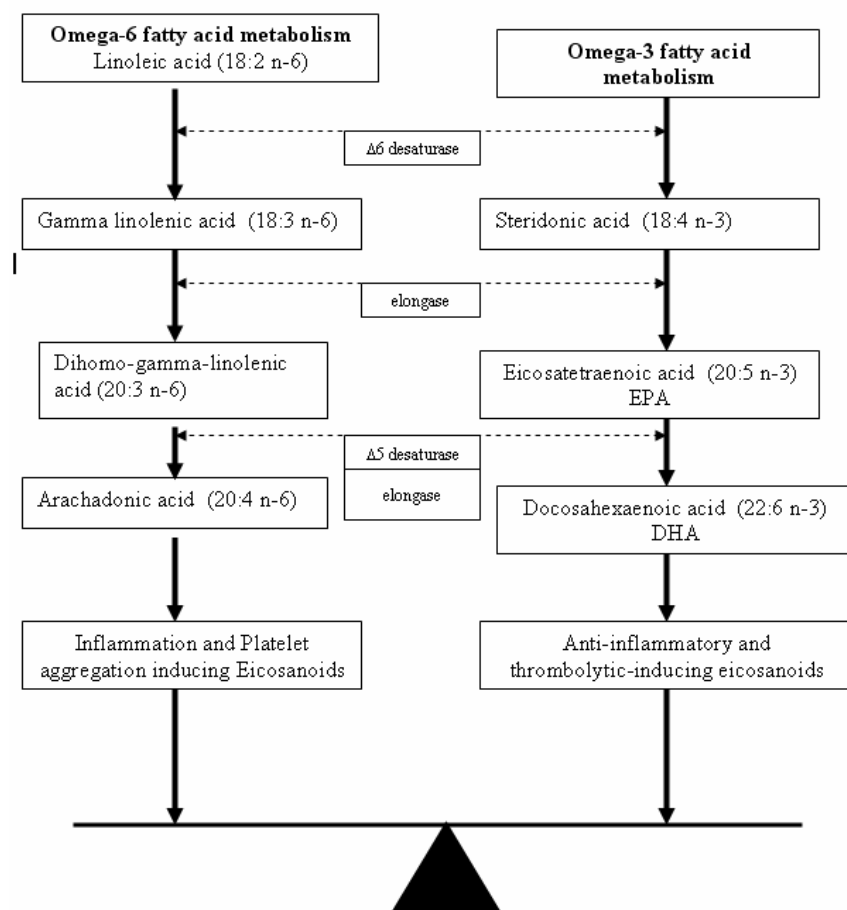 Omega-6 fatty acid metabolism
Linoleic acid (18:2 n-6)
Omega-3 fatty acid
metabolism
Δ6 desaturase
Gamma linolenic acid (18:3 n-6)
Steridonic acid (18:4 n-3)
elongase
Dihomo-gamma-linolenic
acid (20:3 n-6)
Eicosatetraenoic acid (20:5 n-3)
EPA
Δ5 desaturase
elongase
Arachadonic acid (20:4 n-6)
Docosahexaenoic acid (22:6 n-3)
DHA
Inflammation and Platelet
aggregation inducing Eicosanoids
Anti-inflammatory and
thrombolytic-inducing eicosanoids